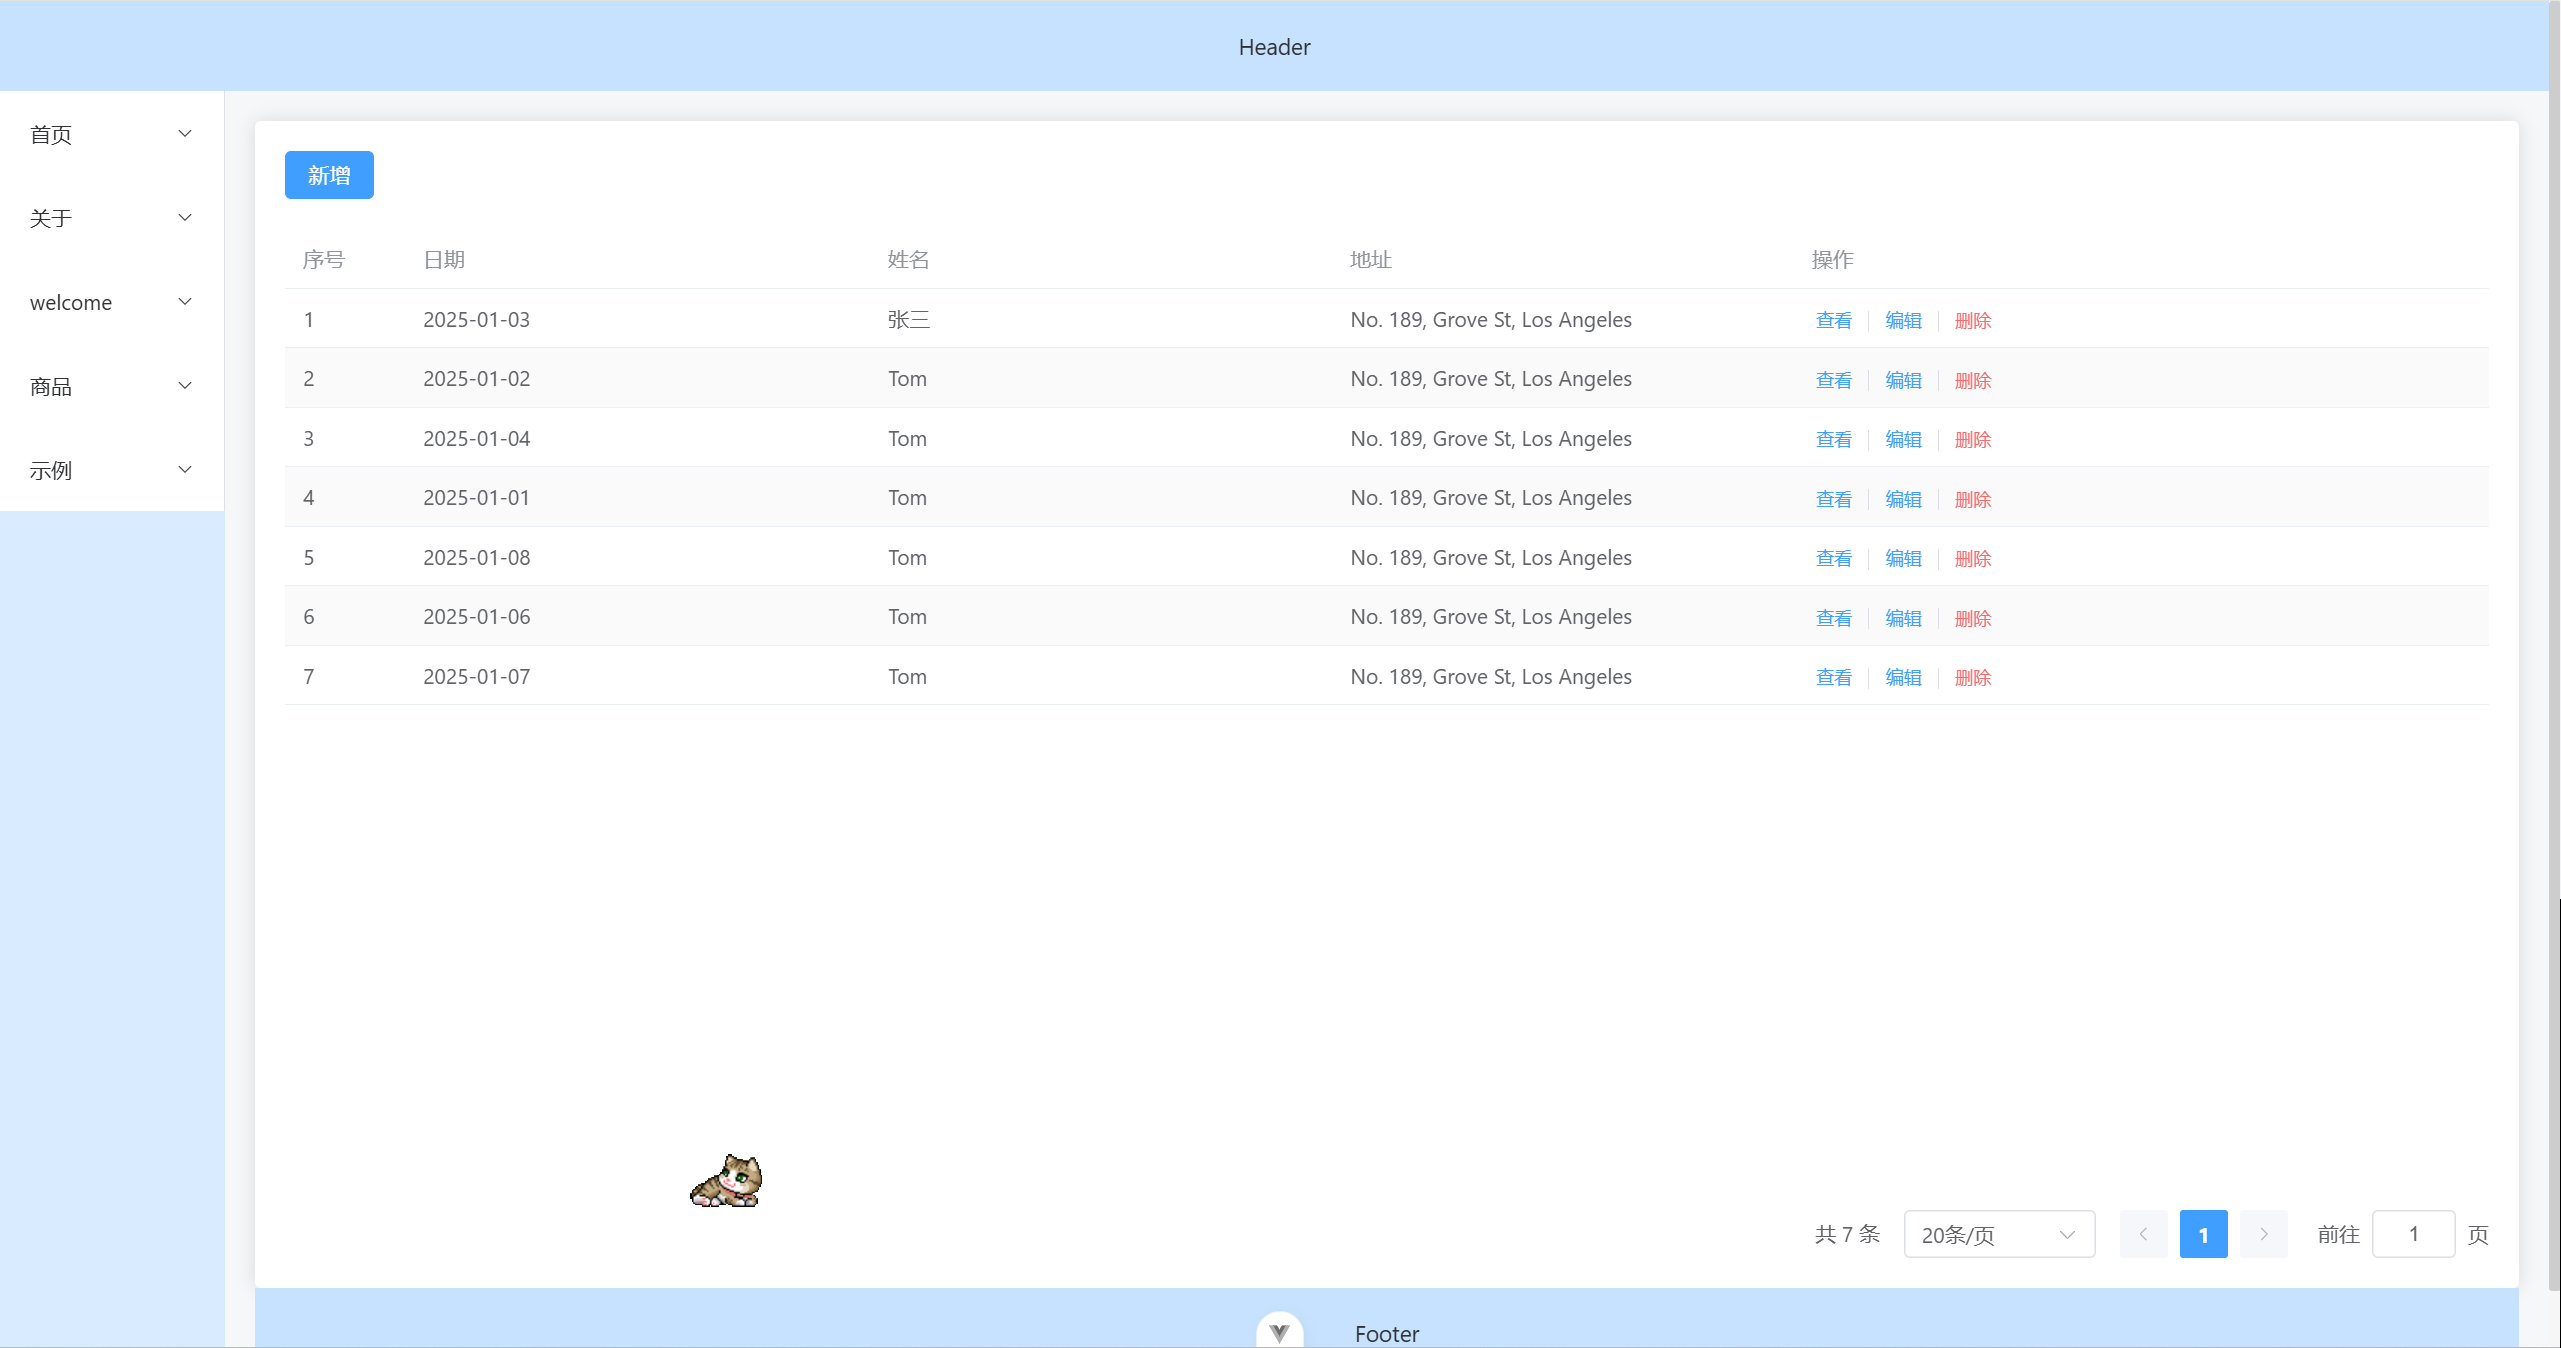 Header
首页
关于
welcome
商品
示例
新增
序号 日期 姓名 地址 操作
1 2025-01-03 张三 No. 189, Grove St, Los Angeles 查看 编辑 删除
2 2025-01-02 Tom No. 189, Grove St, Los Angeles 查看 编辑 删除
3 2025-01-04 Tom No. 189, Grove St, Los Angeles 查看 编辑 删除
4 2025-01-01 Tom No. 189, Grove St, Los Angeles 查看 编辑 删除
5 2025-01-08 Tom No. 189, Grove St, Los Angeles 查看 编辑 删除
6 2025-01-06 Tom No. 189, Grove St, Los Angeles 查看 编辑 删除
7 2025-01-07 Tom No. 189, Grove St, Los Angeles 查看 编辑 删除
共 7 条 20条/页 1 前往 1 页
Footer